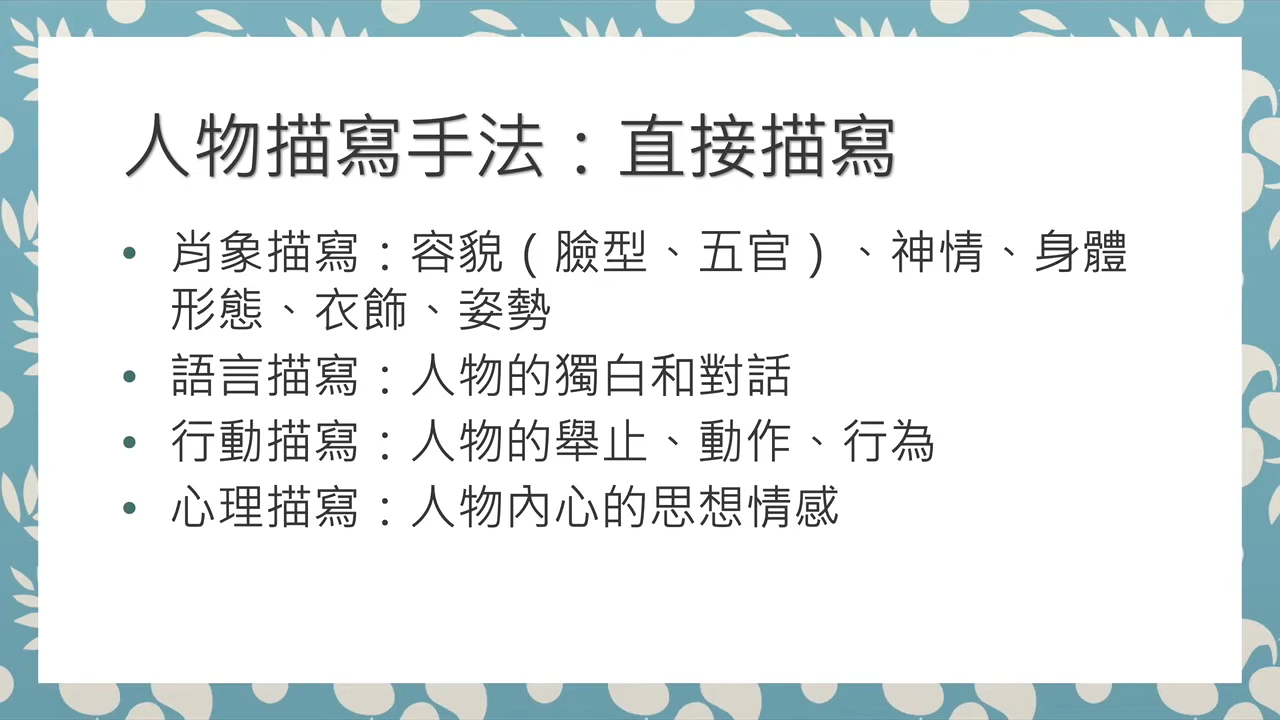 人物描寫手法：直接描寫
• 肖象描寫：容貌（臉型、五官）、神情、身體
形態、衣飾、姿勢
• 語言描寫：人物的獨白和對話
• 行動描寫：人物的舉止、動作、行為
• 心理描寫：人物內心的思想情感